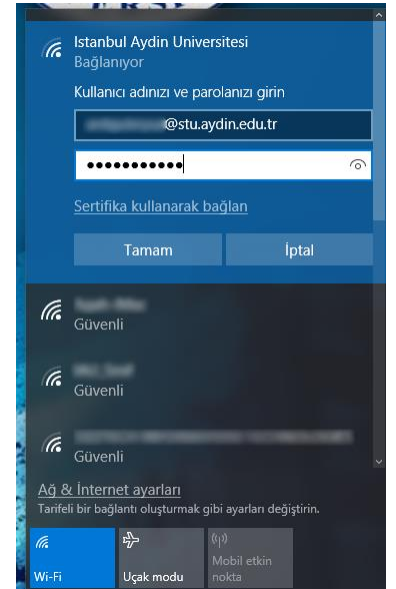 Istanbul Aydin Universitesi
Bağlanıyor
Kullanıcı adınızı ve parolanızı girin
@stu.aydin.edu.tr
Sertifika kullanarak bağlan
Tamam
İptal
Güvenli
Güvenli
Güvenli
Ağ & İnternet ayarları
Tarifeli bir bağlantı oluşturmak gibi ayarları değiştirin.
Wi-Fi
Uçak modu
Mobil etkin
nokta